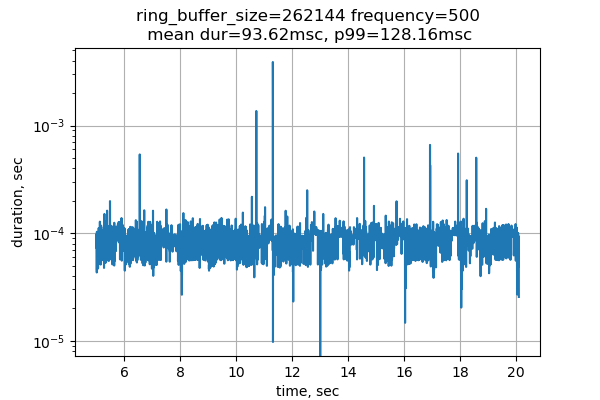 ring_buffer_size=262144 frequency=500
mean dur=93.62msc, p99=128.16msc
duration, sec
10⁻³
10⁻⁴
10⁻⁵
6 8 10 12 14 16 18 20
time, sec